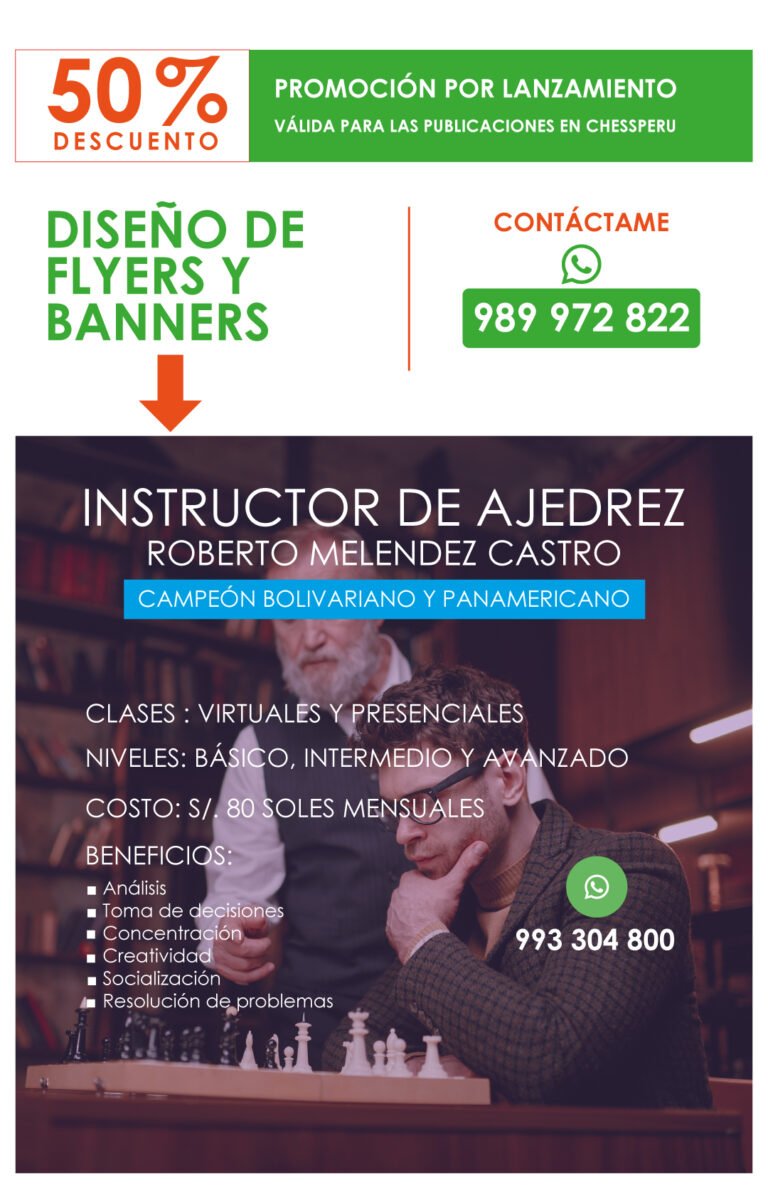 50%
DESCUENTO
PROMOCIÓN POR LANZAMIENTO
VÁLIDA PARA LAS PUBLICACIONES EN CHESSPERU
DISEÑO DE
FLYERS Y
BANNERS
CONTÁCTAME
989 972 822
INSTRUCTOR DE AJEDREZ
ROBERTO MELENDEZ CASTRO
CAMPEÓN BOLIVARIANO Y PANAMERICANO
CLASES : VIRTUALES Y PRESENCIALES
NIVELES: BÁSICO, INTERMEDIO Y AVANZADO
COSTO: S/. 80 SOLES MENSUALES
BENEFICIOS:
▪ Análisis
▪ Toma de decisiones
▪ Concentración
▪ Creatividad
▪ Socialización
▪ Resolución de problemas
993 304 800